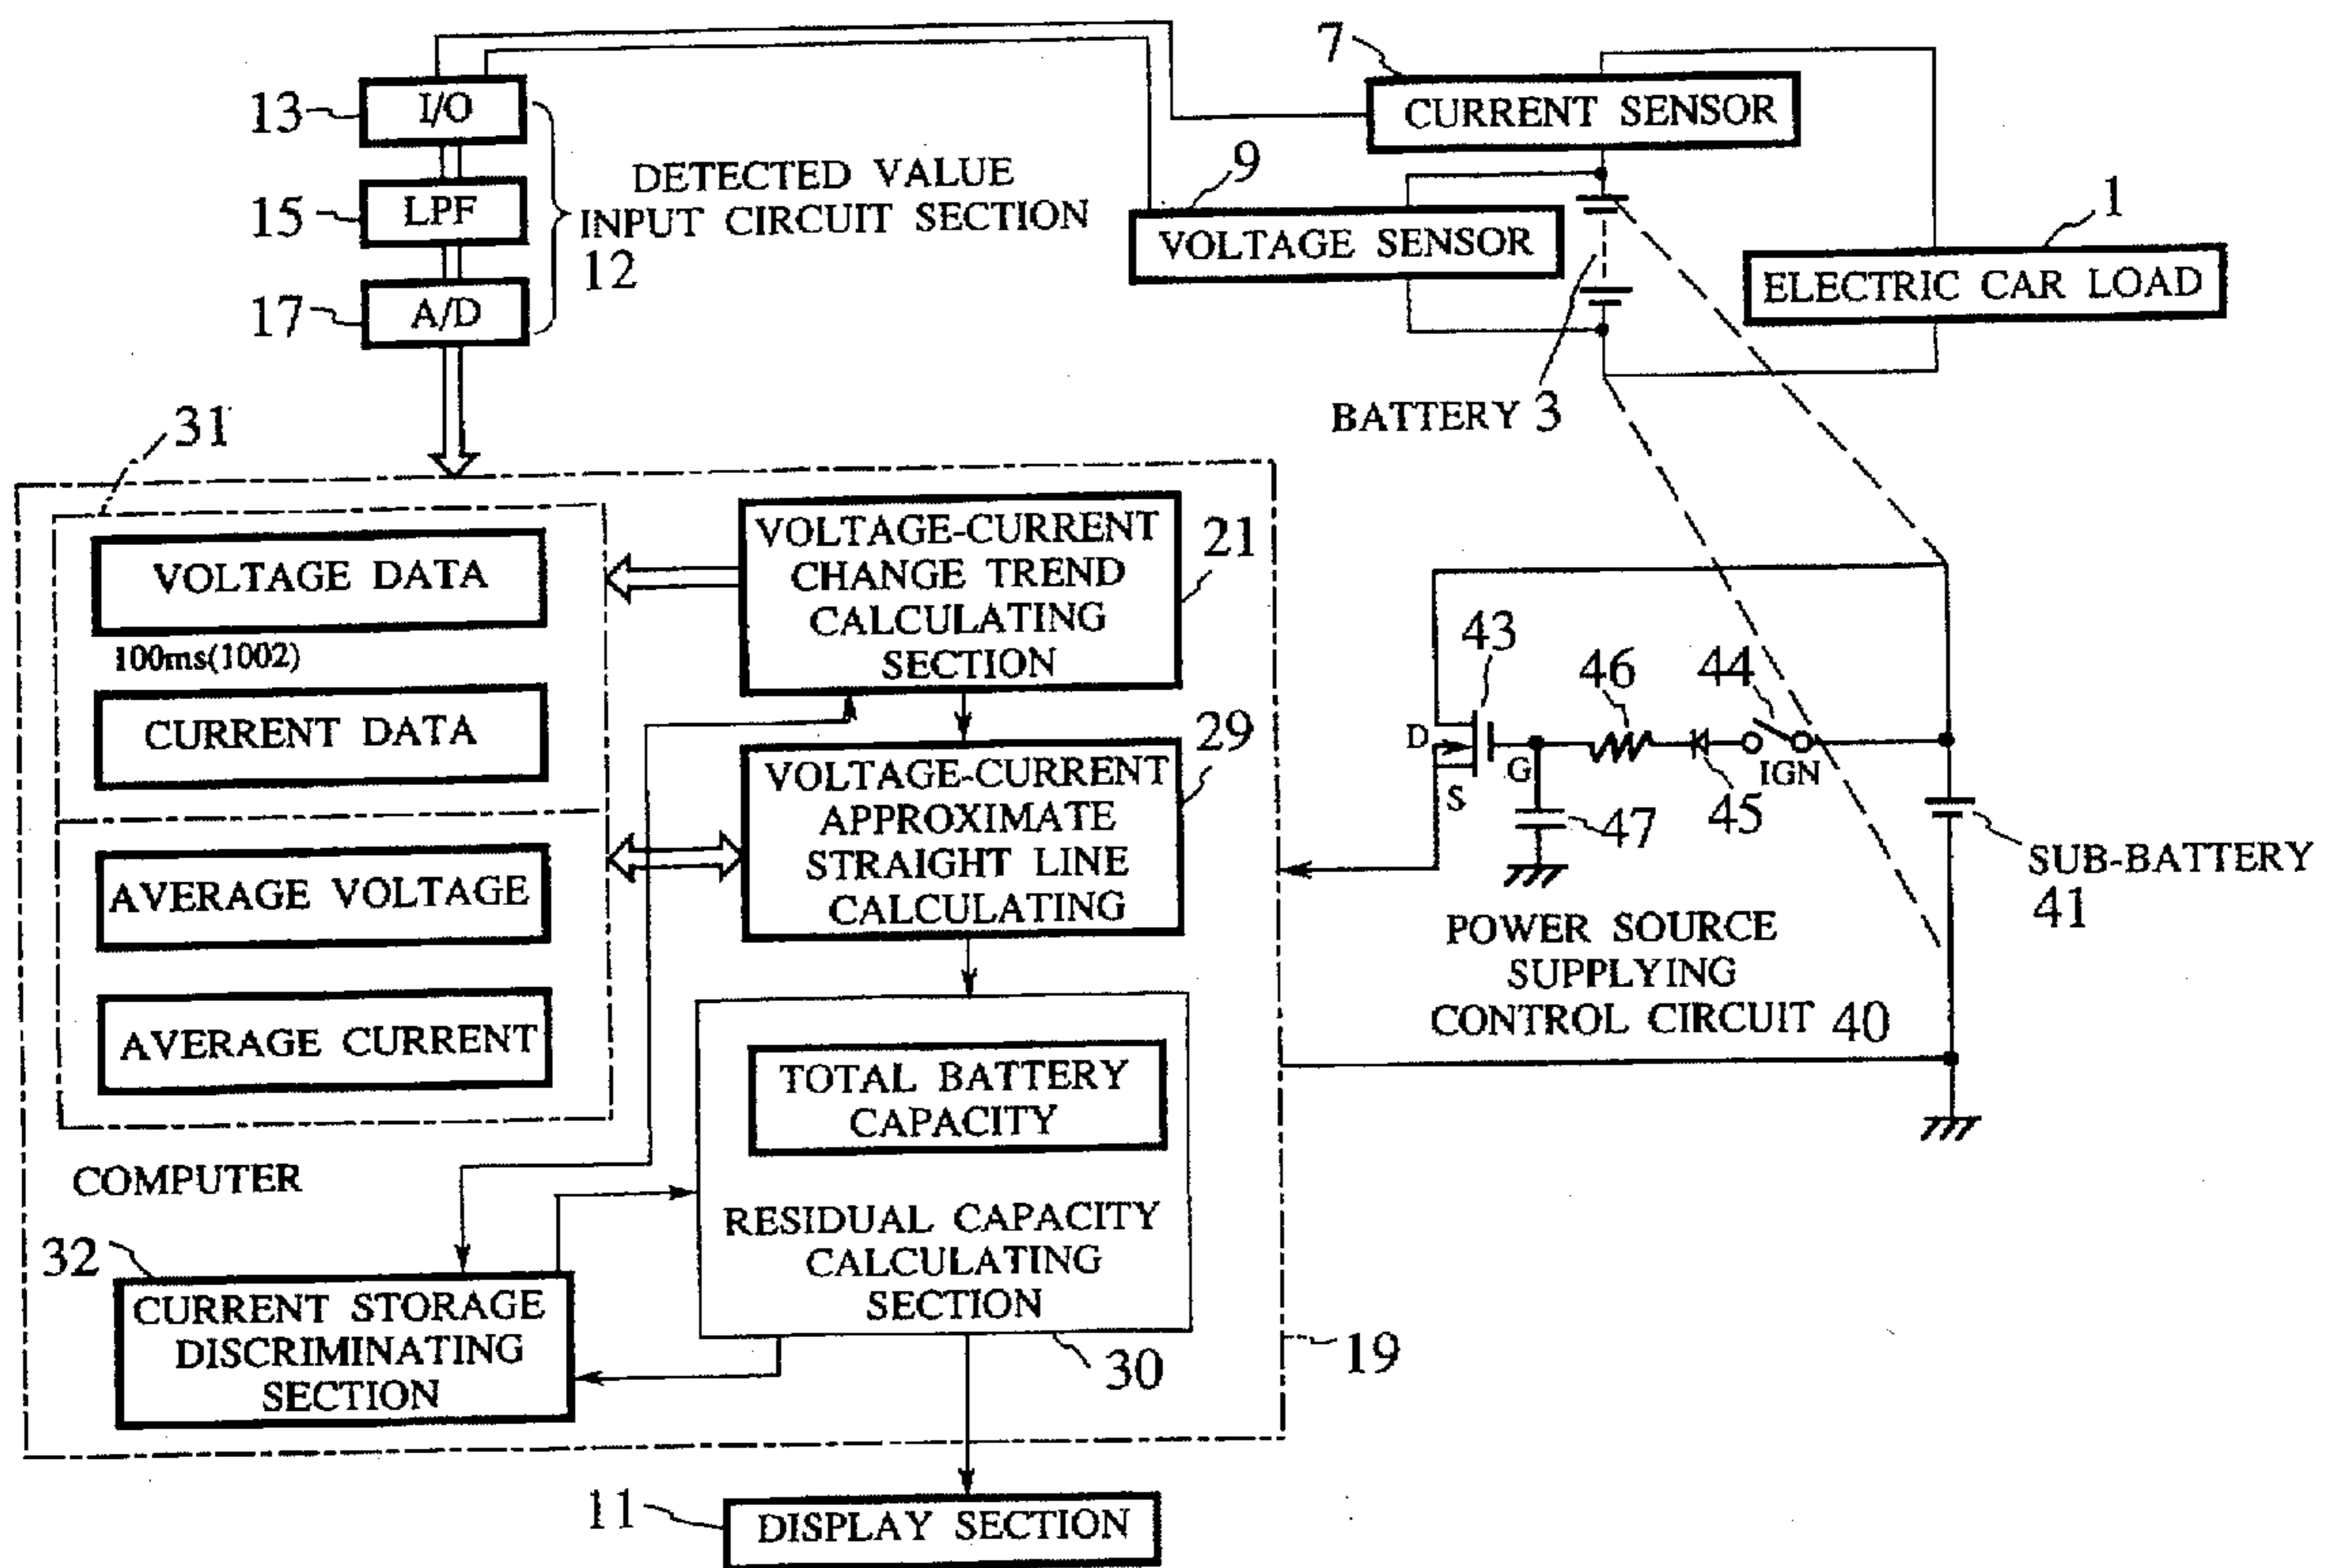 7
13
I/O
CURRENT SENSOR
9
DETECTED VALUE
INPUT CIRCUIT SECTION
12
15
LPF
1
VOLTAGE SENSOR
ELECTRIC CAR LOAD
17
A/D
BATTERY 3
31
VOLTAGE DATA
100ms(1002)
CURRENT DATA
AVERAGE VOLTAGE
AVERAGE CURRENT
VOLTAGE-CURRENT
CHANGE TREND
CALCULATING
SECTION
21
VOLTAGE-CURRENT
APPROXIMATE
STRAIGHT LINE
CALCULATING
29
43
46
44
D
G
S
IGN
45
47
SUB-BATTERY
41
POWER SOURCE
SUPPLYING
CONTROL CIRCUIT 40
TOTAL BATTERY
CAPACITY
RESIDUAL CAPACITY
CALCULATING
SECTION
30
COMPUTER
32
CURRENT STORAGE
DISCRIMINATING
SECTION
19
11
DISPLAY SECTION